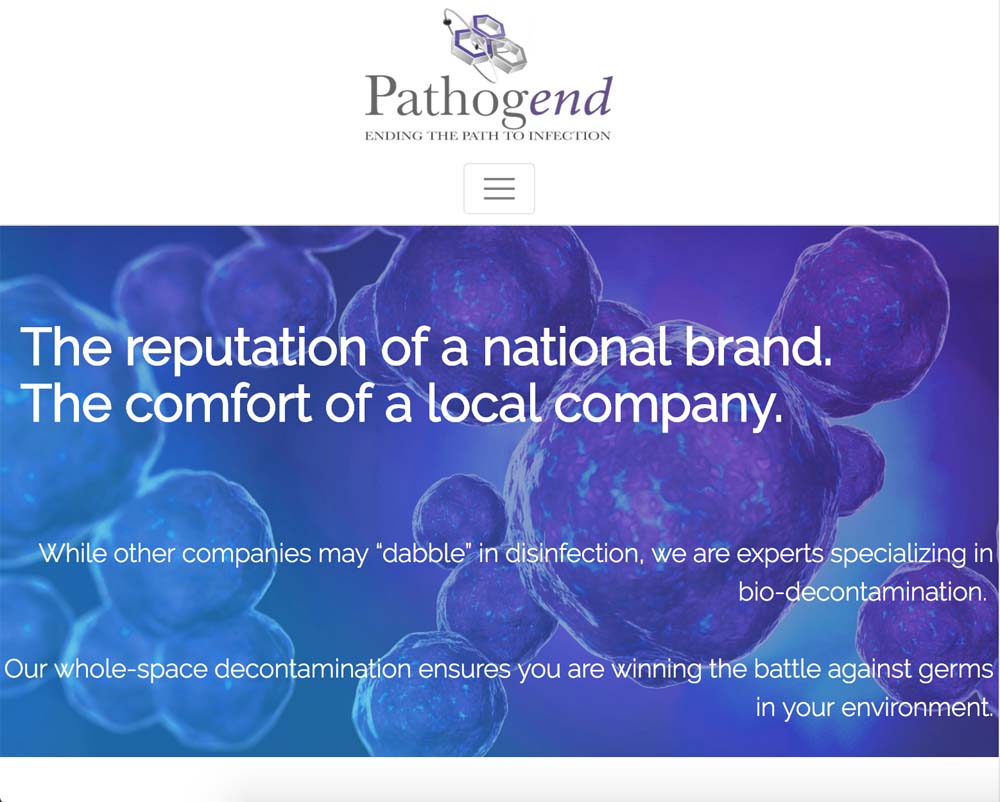 Pathogend
ENDING THE PATH TO INFECTION
The reputation of a national brand.
The comfort of a local company.
While other companies may “dabble” in disinfection, we are experts specializing in
bio-decontamination.
Our whole-space decontamination ensures you are winning the battle against germs
in your environment.